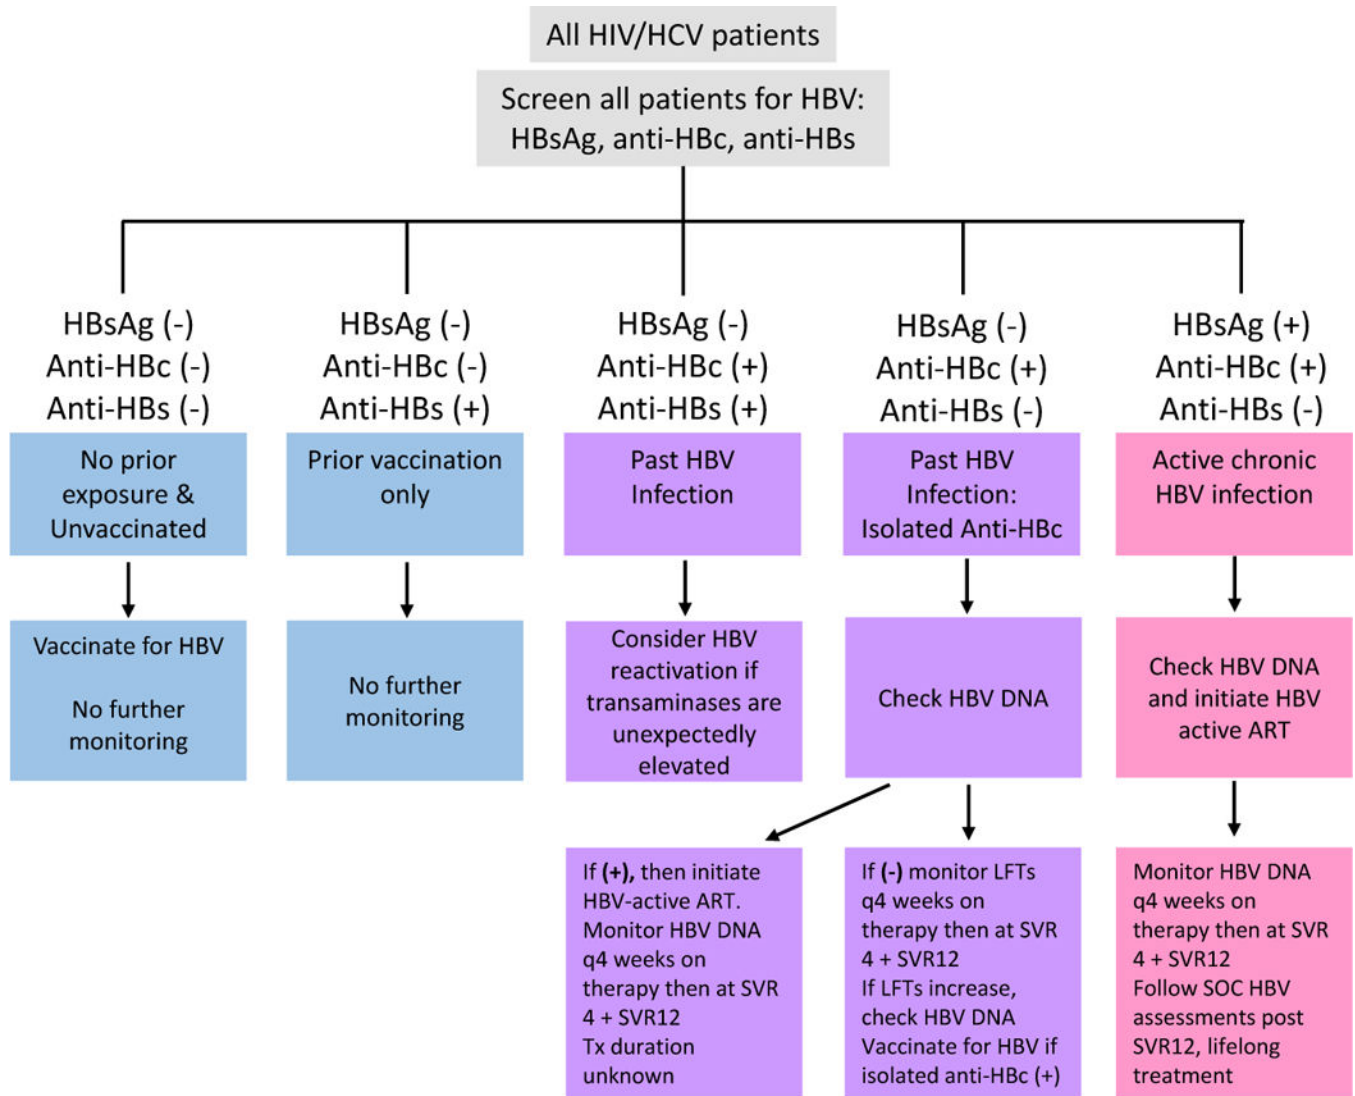 All HIV/HCV patients
Screen all patients for HBV:
HBsAg, anti-HBc, anti-HBs
HBsAg (-)
Anti-HBc (-)
Anti-HBs (-)
HBsAg (-)
Anti-HBc (-)
Anti-HBs (+)
HBsAg (-)
Anti-HBc (+)
Anti-HBs (+)
HBsAg (-)
Anti-HBc (+)
Anti-HBs (-)
HBsAg (+)
Anti-HBc (+)
Anti-HBs (-)
No prior
exposure &
Unvaccinated
Prior vaccination
only
Past HBV
Infection
Past HBV
Infection:
Isolated Anti-HBc
Active chronic
HBV infection
Vaccinate for HBV
No further
monitoring
No further
monitoring
Consider HBV
reactivation if
transaminases are
unexpectedly
elevated
Check HBV DNA
Check HBV DNA
and initiate HBV
active ART
If (+), then initiate
HBV-active ART.
Monitor HBV DNA
q4 weeks on
therapy then at SVR
4 + SVR12
Tx duration
unknown
If (-) monitor LFTs
q4 weeks on
therapy then at SVR
4 + SVR12
If LFTs increase,
check HBV DNA
Vaccinate for HBV if
isolated anti-HBc (+)
Monitor HBV DNA
q4 weeks on
therapy then at SVR
4 + SVR12
Follow SOC HBV
assessments post
SVR12, lifelong
treatment